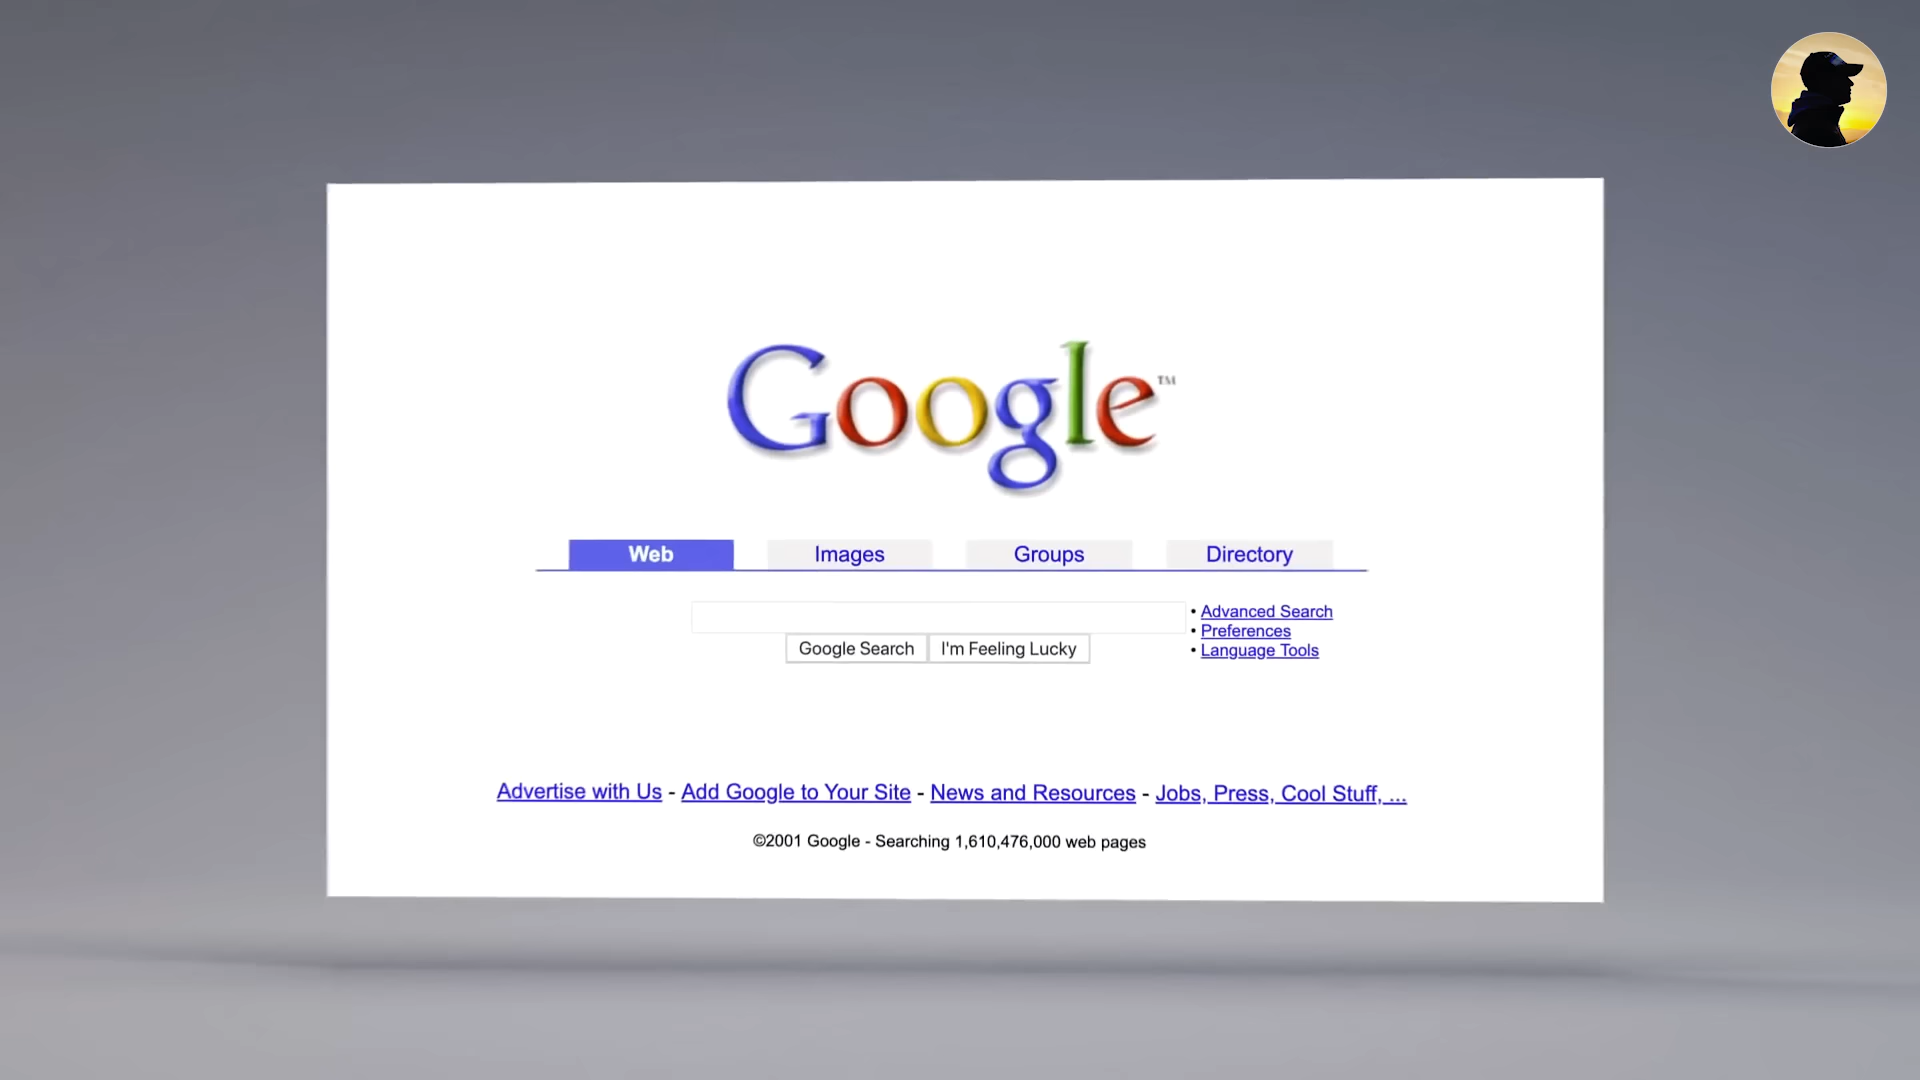 Google™
Web Images Groups Directory
• Advanced Search
• Preferences
• Language Tools
Google Search I'm Feeling Lucky
Advertise with Us - Add Google to Your Site - News and Resources - Jobs, Press, Cool Stuff, ...
©2001 Google - Searching 1,610,476,000 web pages